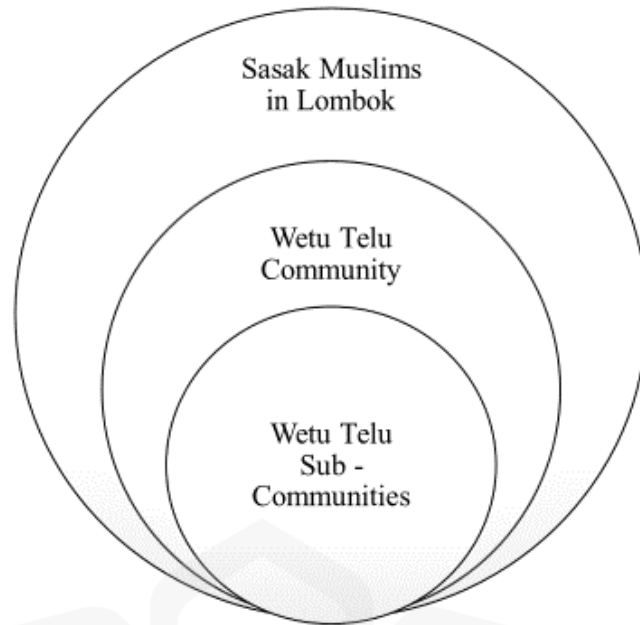 Sasak Muslims
in Lombok
Wetu Telu
Community
Wetu Telu
Sub -
Communities